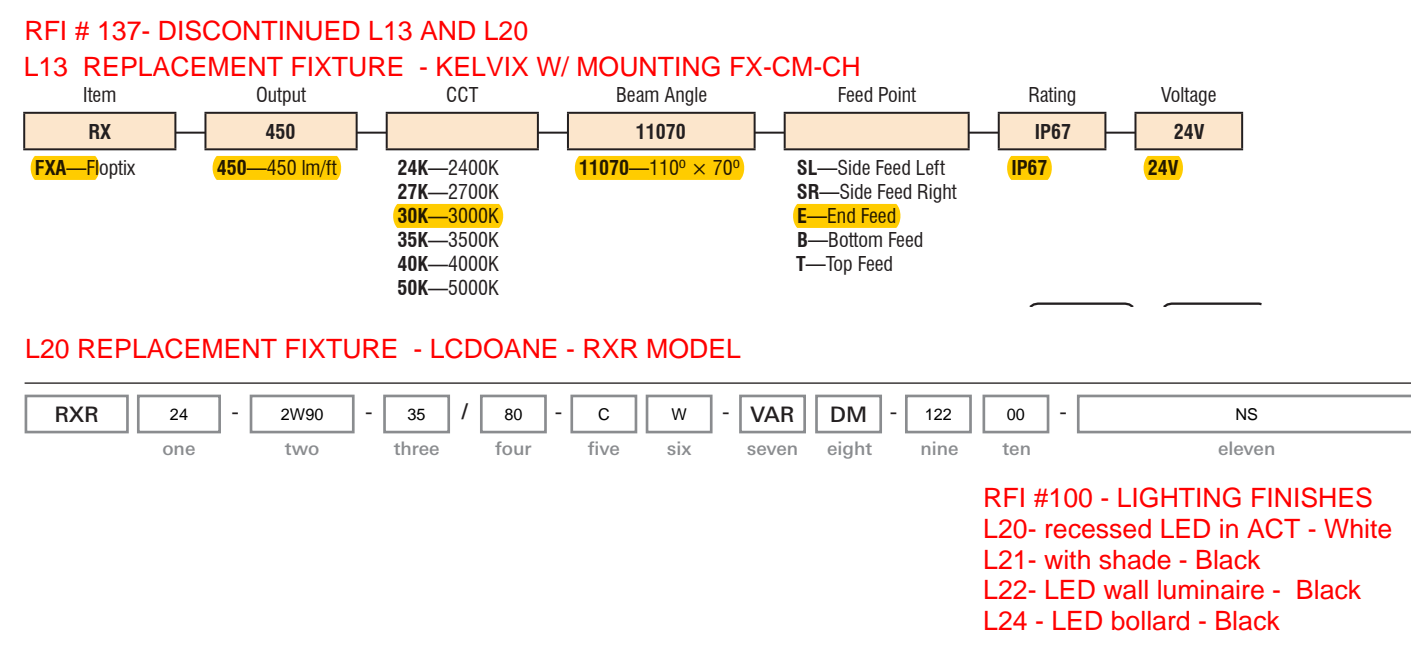 RFI # 137- DISCONTINUED L13 AND L20
L13 REPLACEMENT FIXTURE - KELVIX W/ MOUNTING FX-CM-CH
Item Output CCT Beam Angle Feed Point Rating Voltage
RX 450 11070 IP67 24V
FXA—Floptix 450—450 lm/ft 24K—2400K 11070—110º × 70º SL—Side Feed Left IP67 24V
27K—2700K SR—Side Feed Right
30K—3000K E—End Feed
35K—3500K B—Bottom Feed
40K—4000K T—Top Feed
50K—5000K
L20 REPLACEMENT FIXTURE - LCDOANE - RXR MODEL
RXR 24 - 2W90 - 35 / 80 - C W - VAR DM - 122 00 - NS
one two three four five six seven eight nine ten eleven
RFI #100 - LIGHTING FINISHES
L20- recessed LED in ACT - White
L21- with shade - Black
L22- LED wall luminaire - Black
L24 - LED bollard - Black